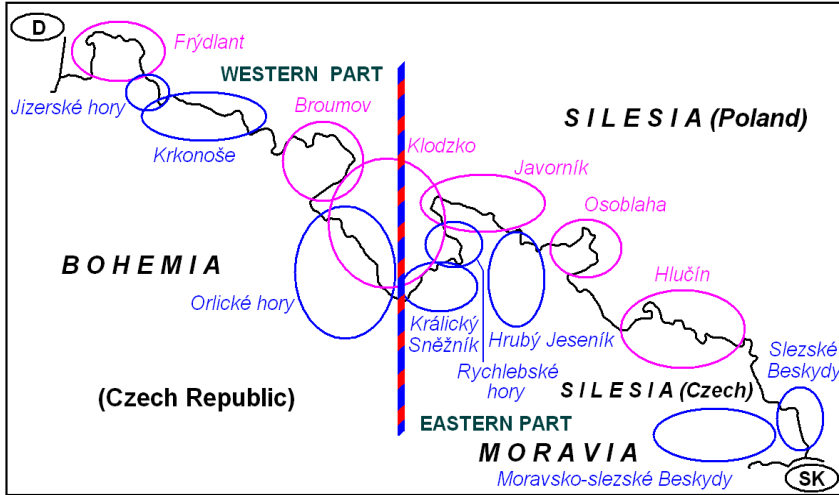 D
Frýdlant
WESTERN PART
Jizerské hory
Broumov
S I L E S I A (Poland)
Krkonoše
Klodzko
Javorník
Osoblaha
B O H E M I A
Hlučín
Orlické hory
Králický
Sněžník
Hrubý Jeseník
Slezské
Beskydy
Rychlebské
hory
(Czech Republic)
S I L E S I A (Czech)
EASTERN PART
M O R A V I A
Moravsko-slezské Beskydy
SK